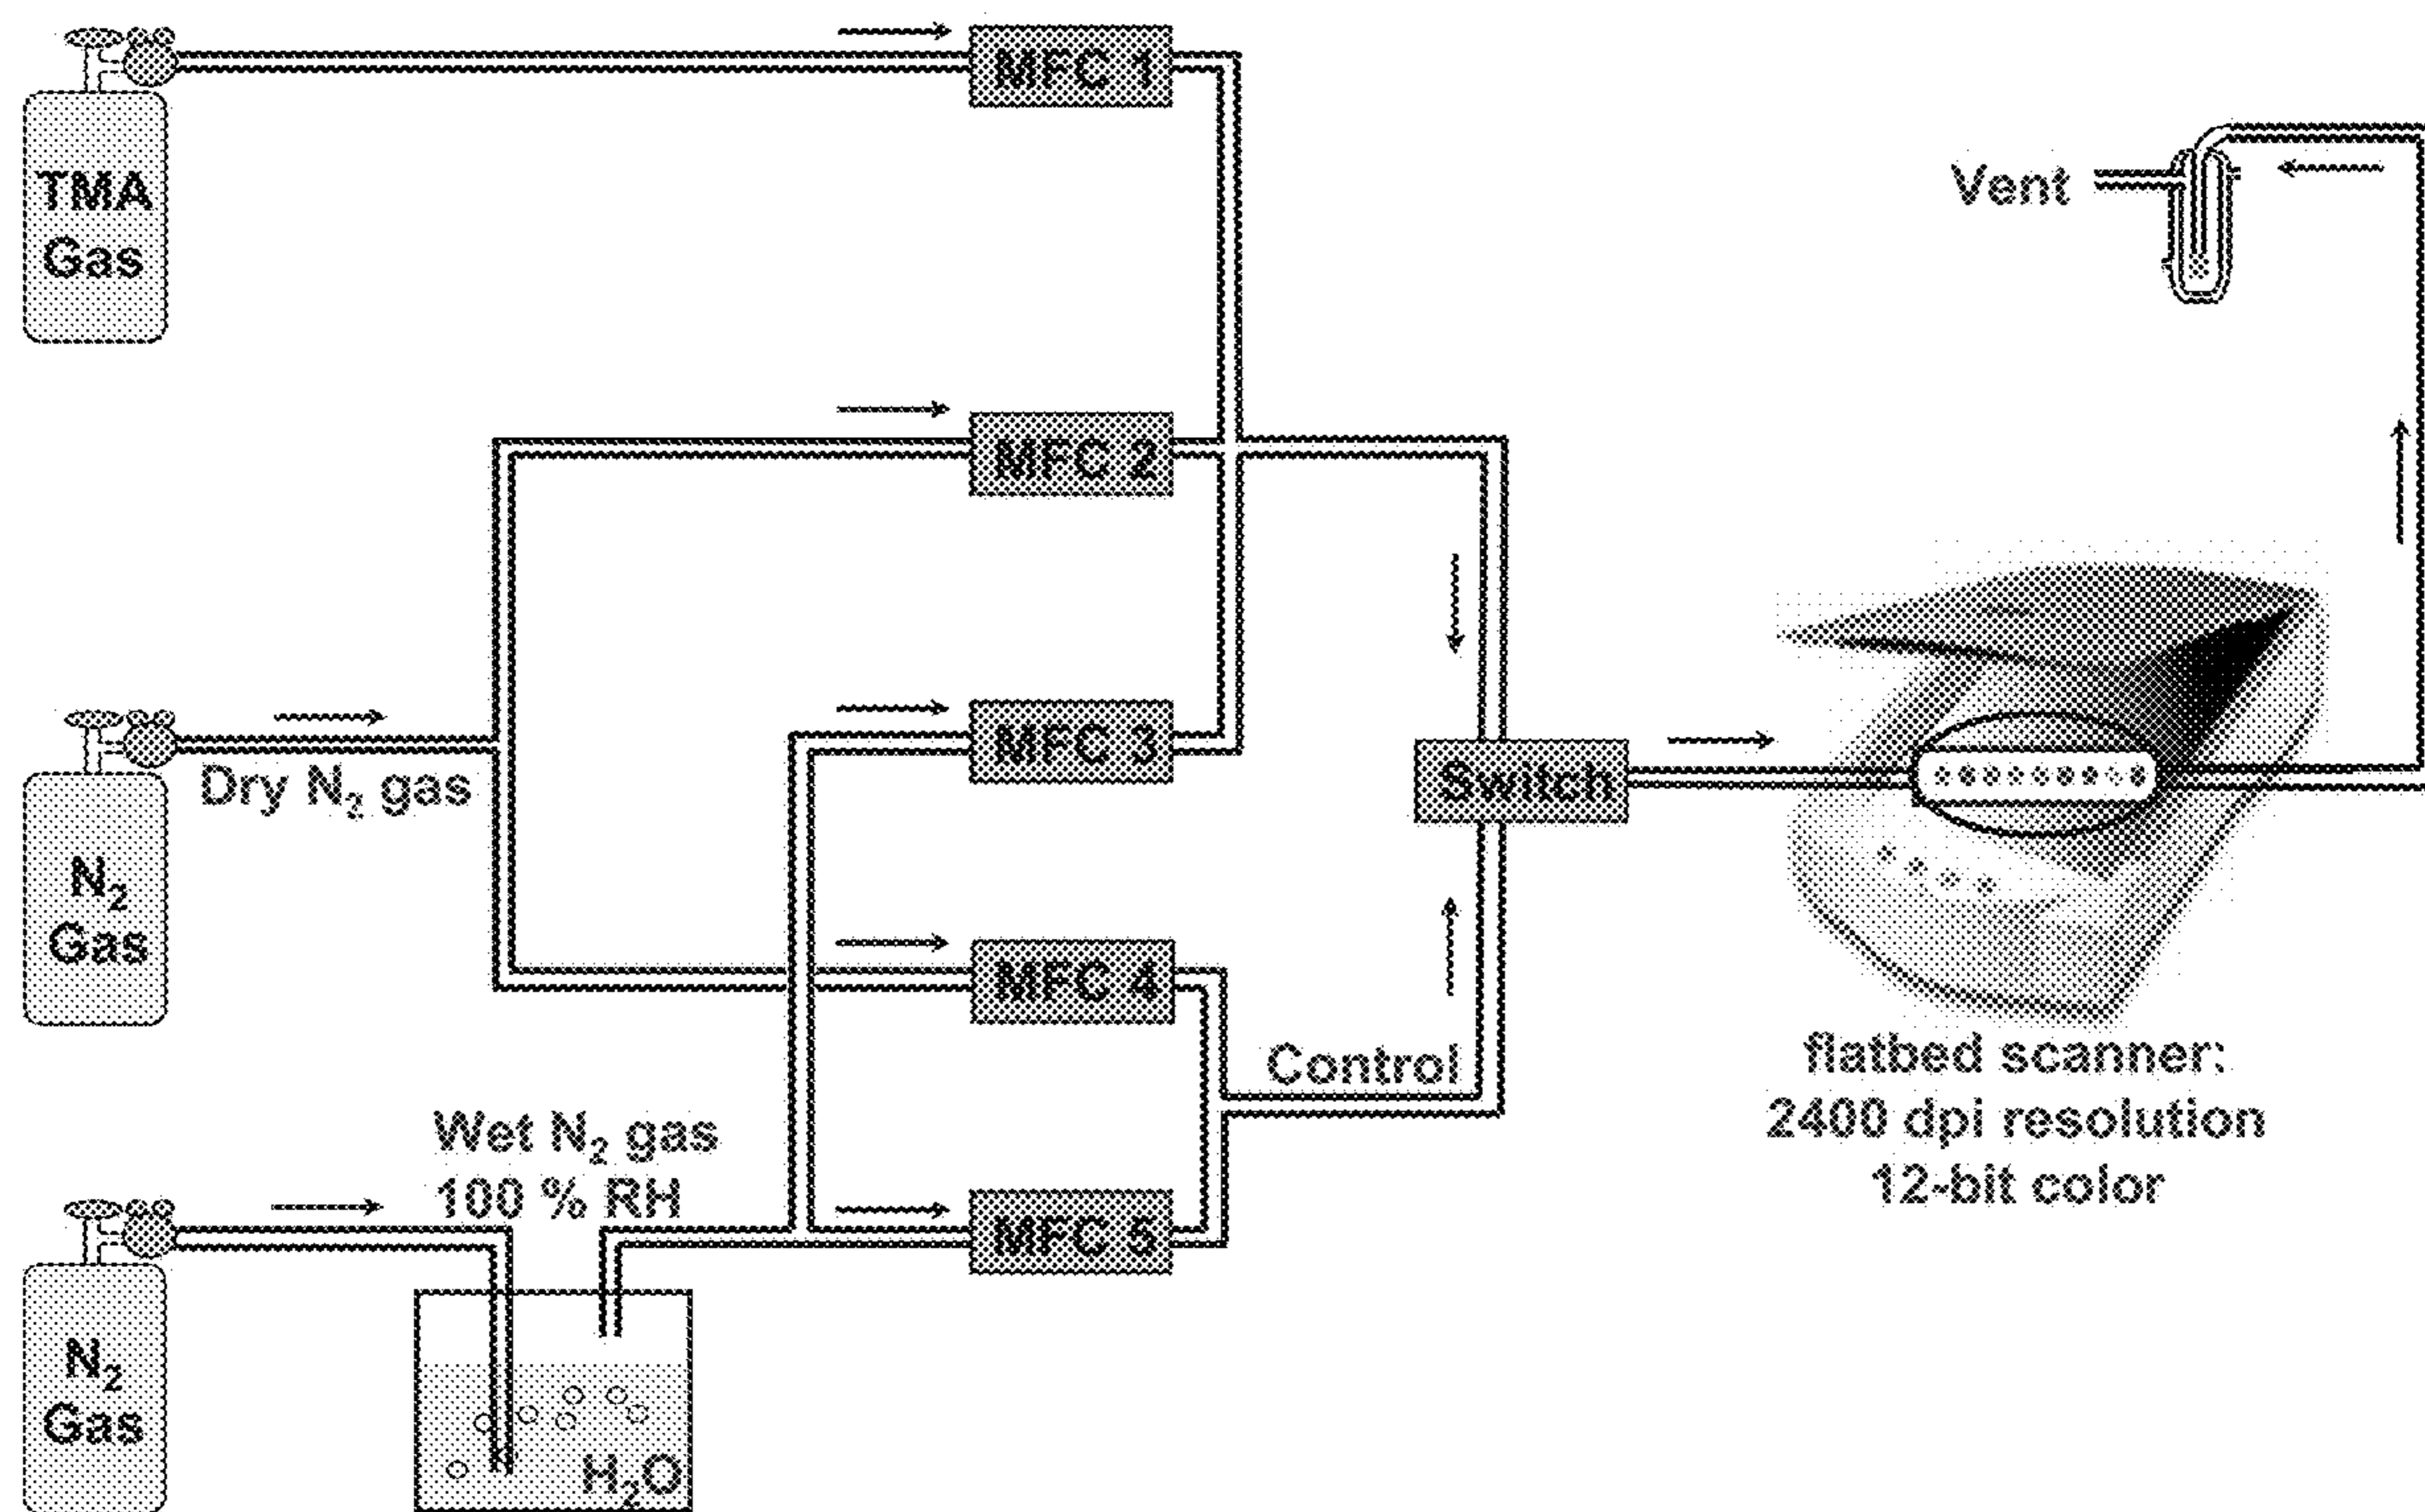 MFC 1
TMA
Gas
Vent
MFC 2
MFC 3
Dry N₂ gas
Switch
N₂
Gas
MFC 4
Control
flatbed scanner:
2400 dpi resolution
12-bit color
Wet N₂ gas
100 % RH
MFC 5
N₂
Gas
H₂O